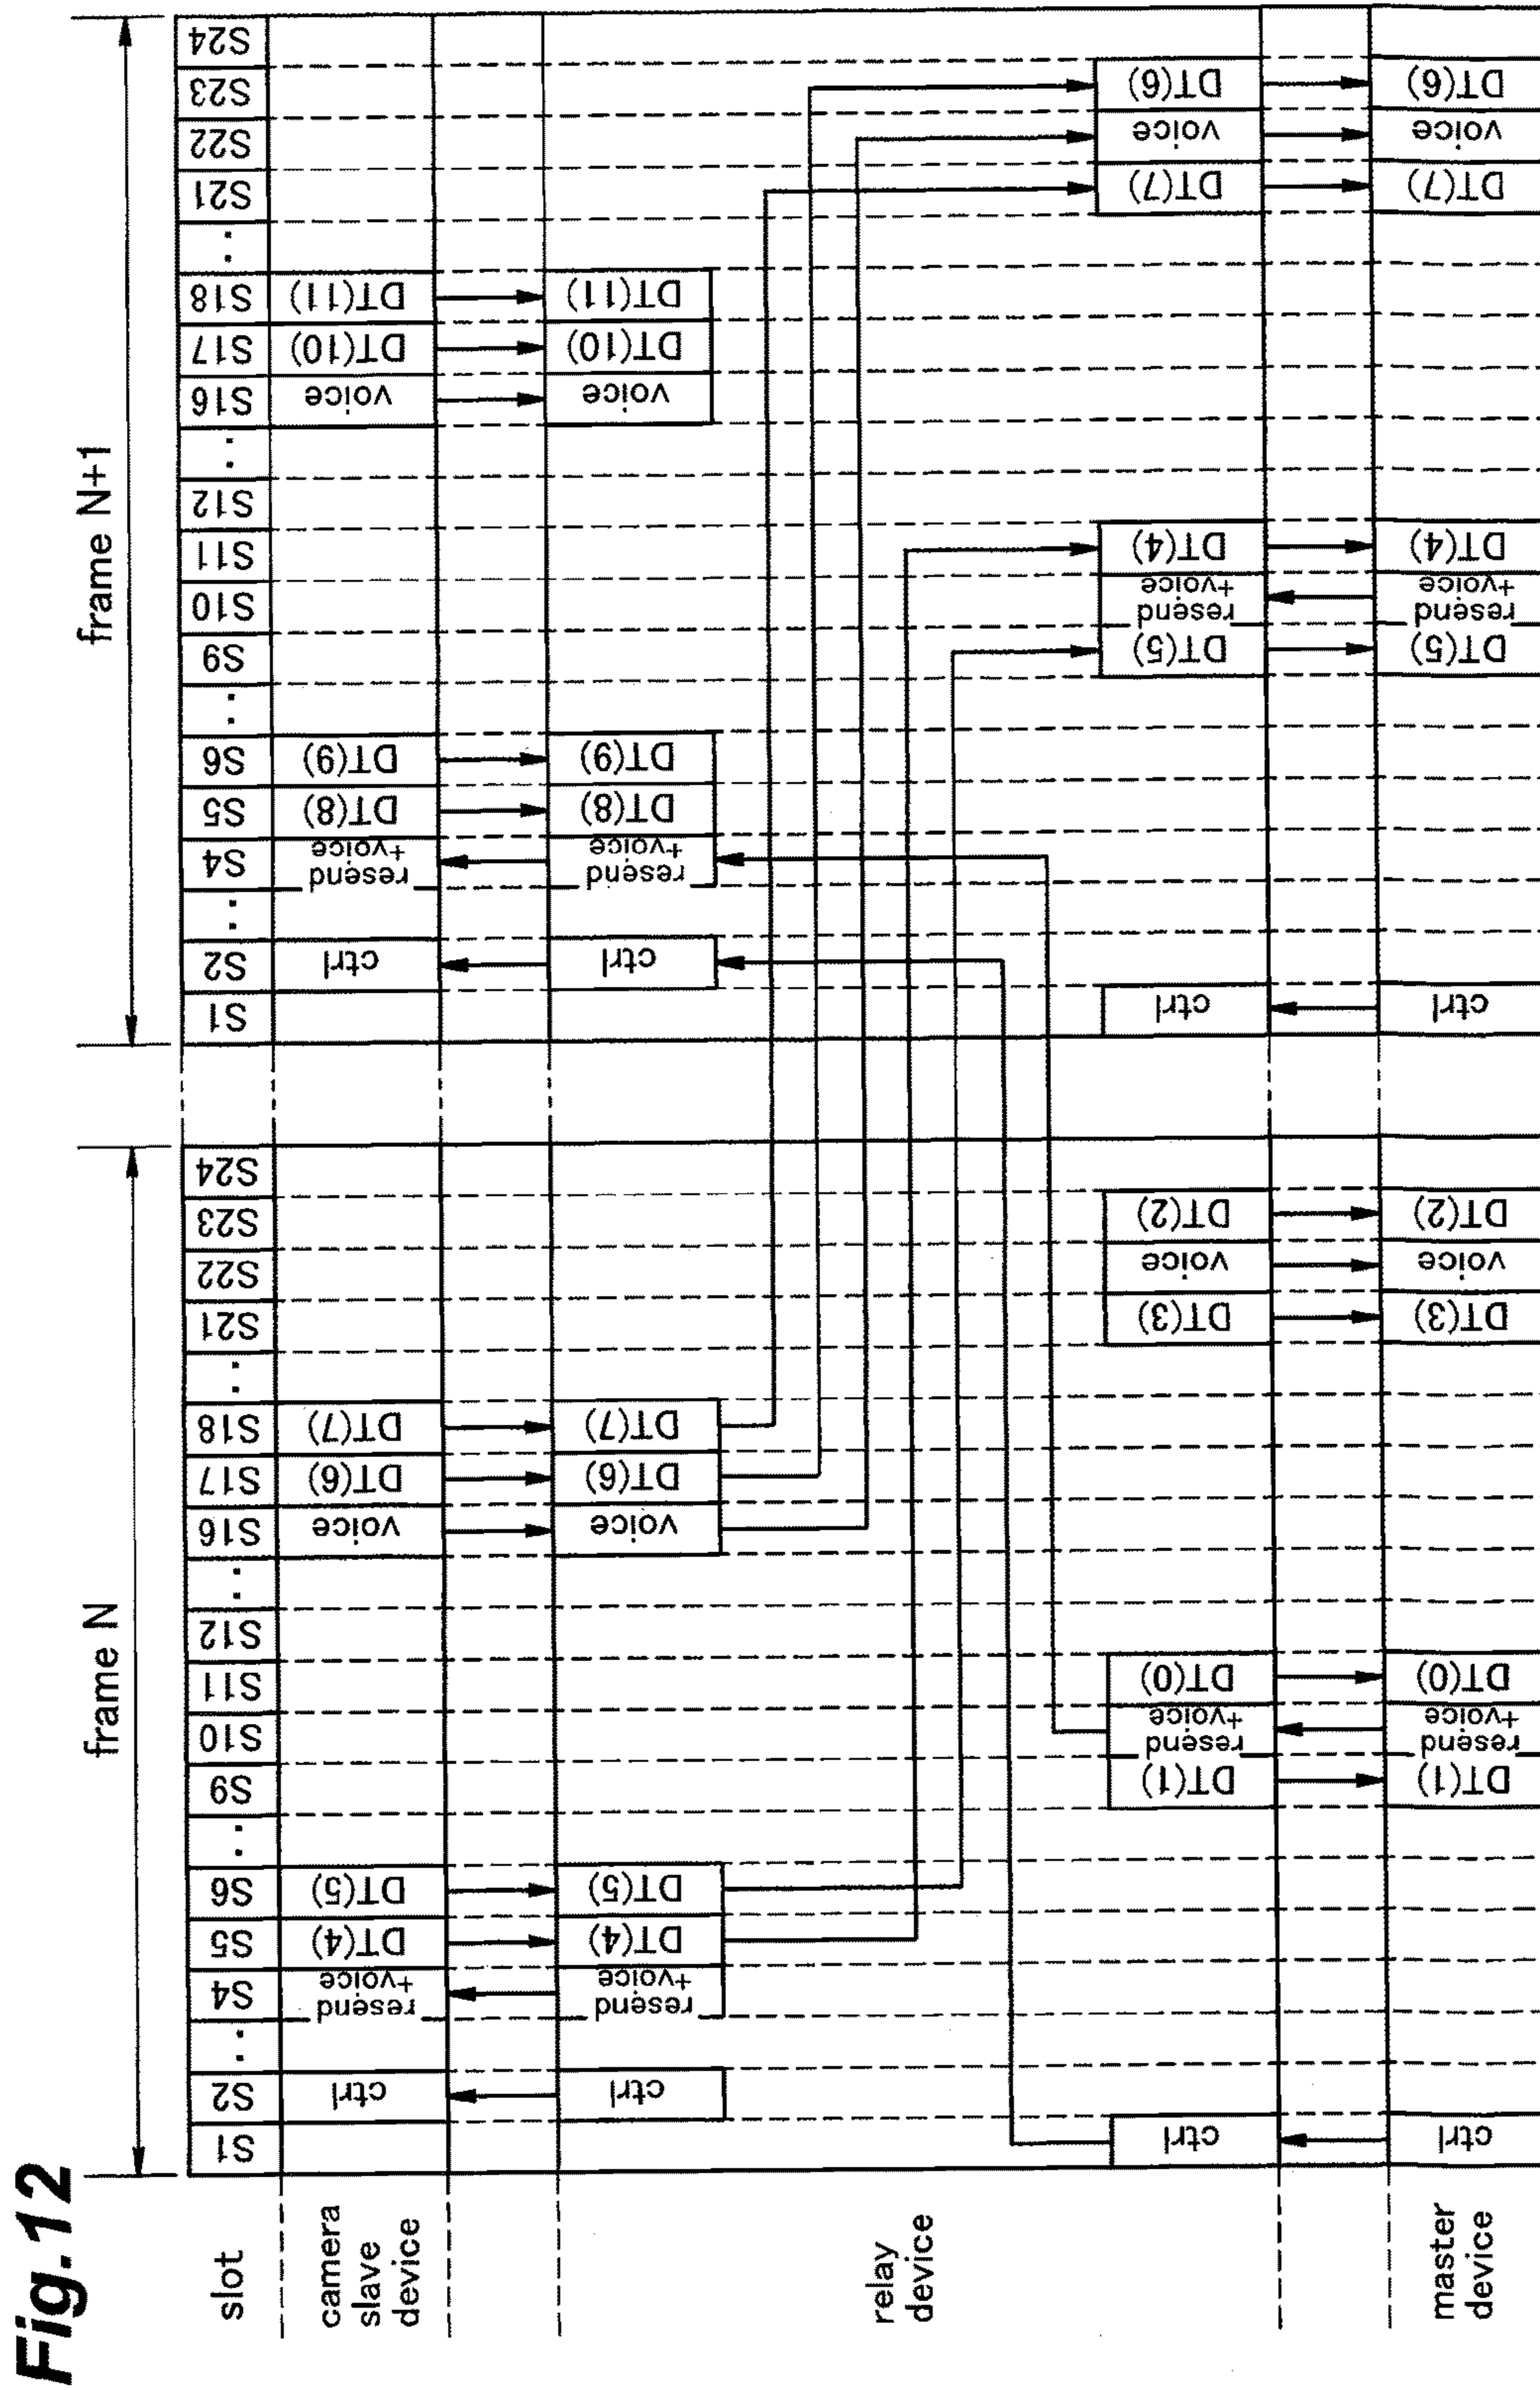 Fig.12
frame N
frame N+1
slot
S1
S2
:
S4
S5
S6
:
S9
S10
S11
S12
:
S16
S17
S18
:
S21
S22
S23
S24
S1
S2
:
S4
S5
S6
:
S9
S10
S11
S12
:
S16
S17
S18
:
S21
S22
S23
S24
camera
slave
device
ctrl
resend
+voice
DT(4)
DT(5)
voice
DT(6)
DT(7)
ctrl
resend
+voice
DT(8)
DT(9)
voice
DT(10)
DT(11)
relay
device
ctrl
resend
+voice
DT(4)
DT(5)
voice
DT(6)
DT(7)
ctrl
resend
+voice
DT(8)
DT(9)
voice
DT(10)
DT(11)
ctrl
DT(1)
resend
+voice
DT(0)
DT(3)
voice
DT(2)
ctrl
DT(5)
resend
+voice
DT(4)
DT(7)
voice
DT(6)
master
device
ctrl
DT(1)
resend
+voice
DT(0)
DT(3)
voice
DT(2)
ctrl
DT(5)
resend
+voice
DT(4)
DT(7)
voice
DT(6)